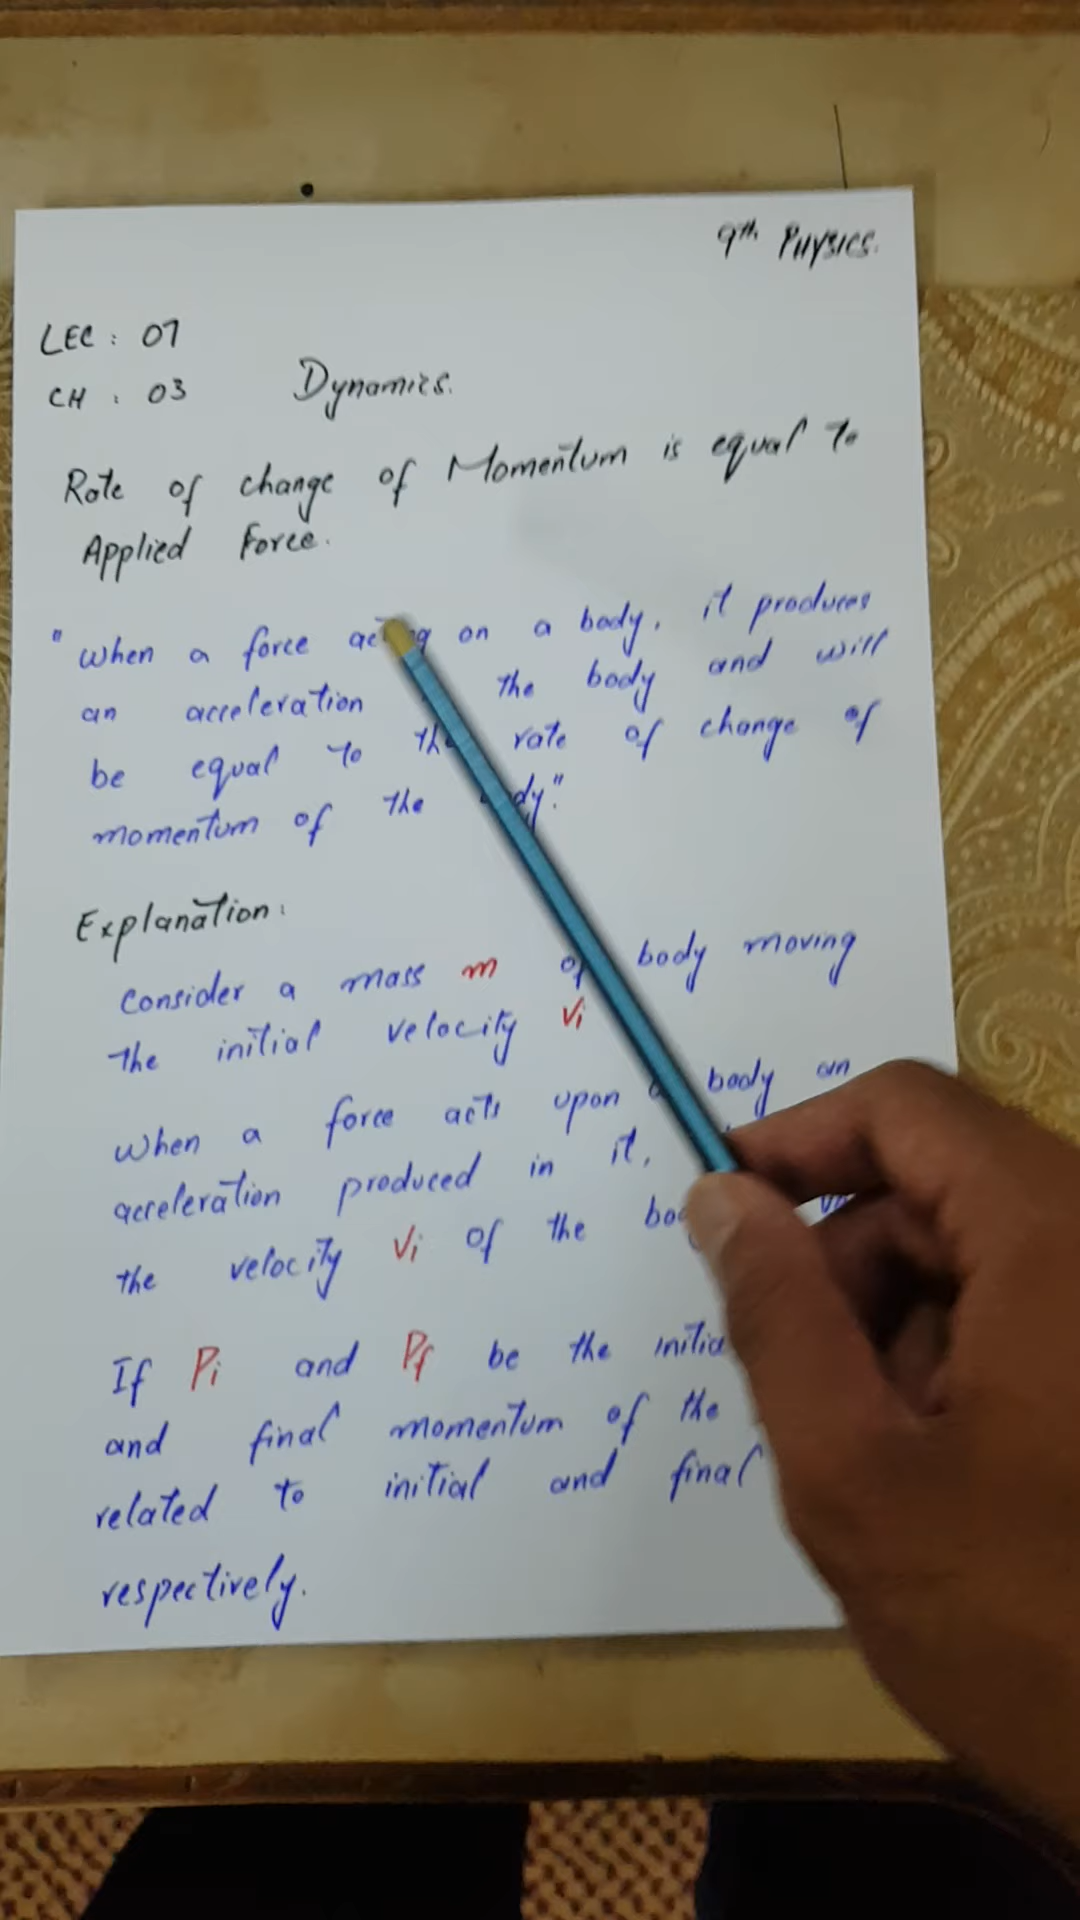 9th PHYSICS.
LEC : 07
CH : 03 Dynamics.
Rate of change of Momentum is equal to
Applied Force.
"when a force acting on a body, it produces
an acceleration the body and will
be equal to the rate of change of
momentum of the body."
Explanation:
Consider a mass m of body moving
the initial velocity Vi
when a force acts upon a body an
acceleration produced in it.
the velocity Vi of the
If Pi and Pf be the
and final momentum of the
related to initial and final
respectively.